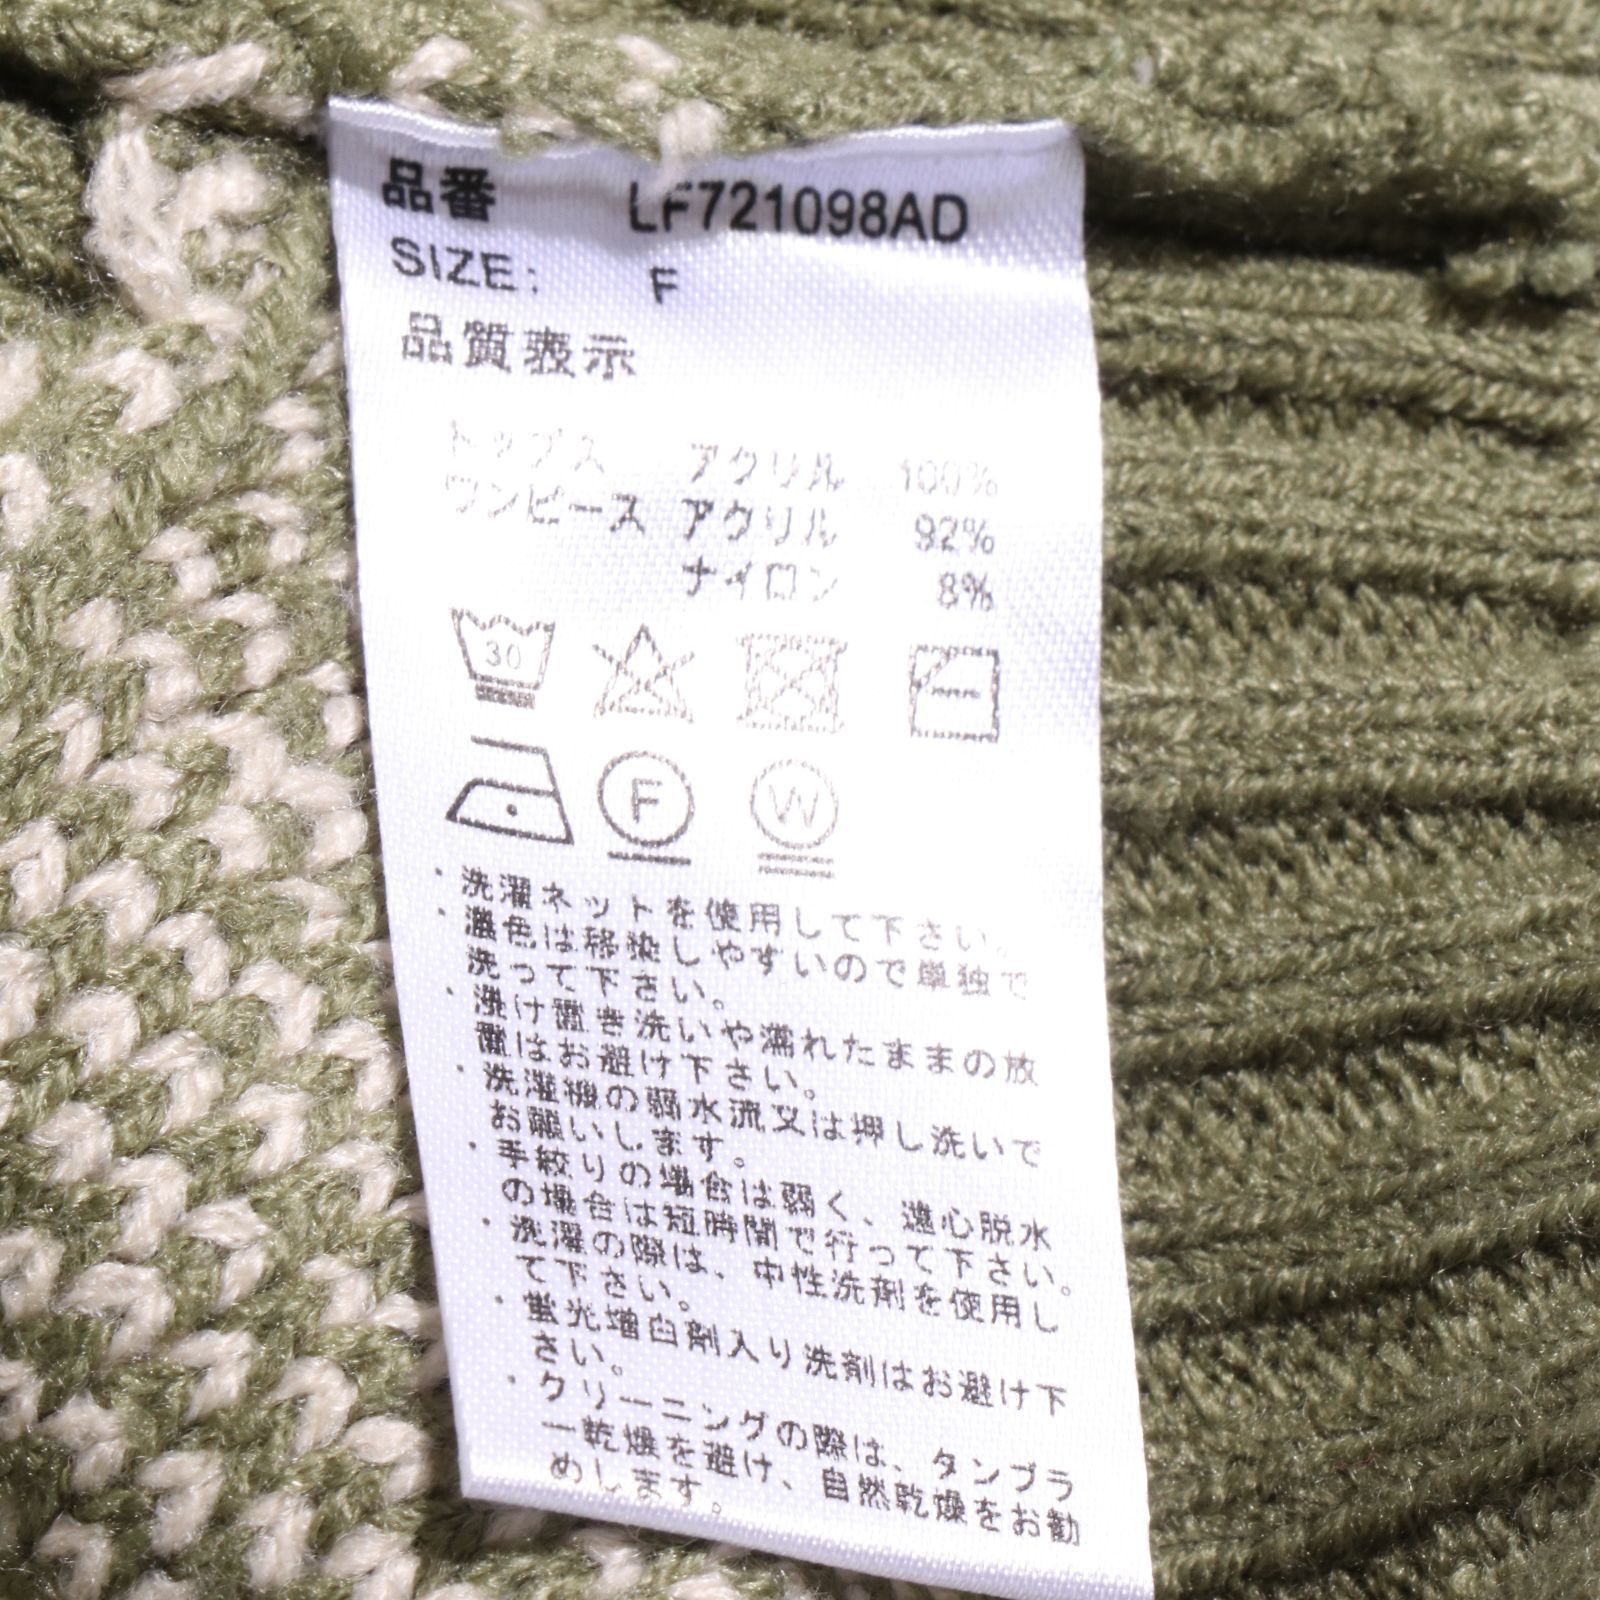 品番 LF721098AD
SIZE: F
品質表示
トップス アクリル 100%
ワンピース アクリル 92%
ナイロン 8%
30
F W
・洗濯ネットを使用して下さい。
・濃色は移染しやすいので単独で
洗って下さい。
・浸け置き洗いや濡れたままの放
置はお避け下さい。
・洗濯機の弱水流又は押し洗いで
お願いします。
・手絞りの場合は弱く、遠心脱水
の場合は短時間で行って下さい。
・洗濯の際は、中性洗剤を使用し
て下さい。
・蛍光増白剤入り洗剤はお避け下
さい。
・クリーニングの際は、タンブラ
ー乾燥を避け、自然乾燥をお勧
めします。